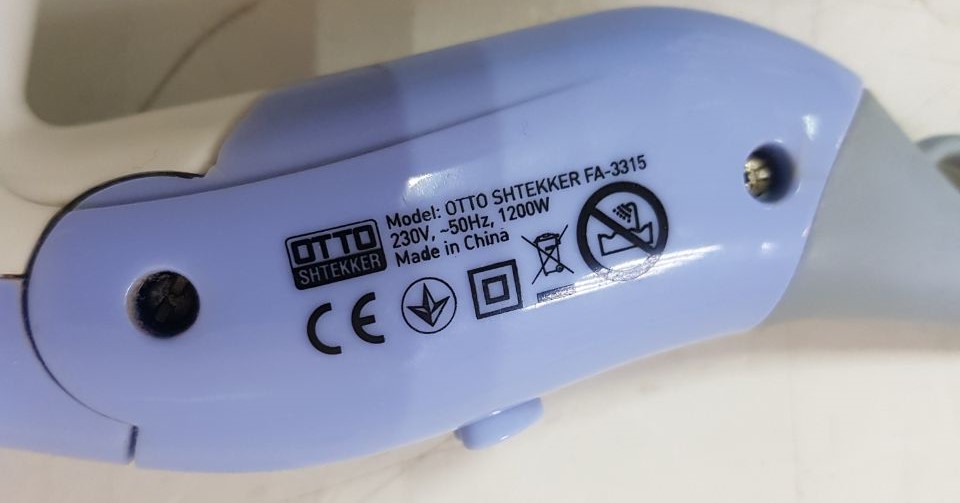 OTTO
SHTEKKER
Model: OTTO SHTEKKER FA-3315
230V, ~50Hz, 1200W
Made in China
CE